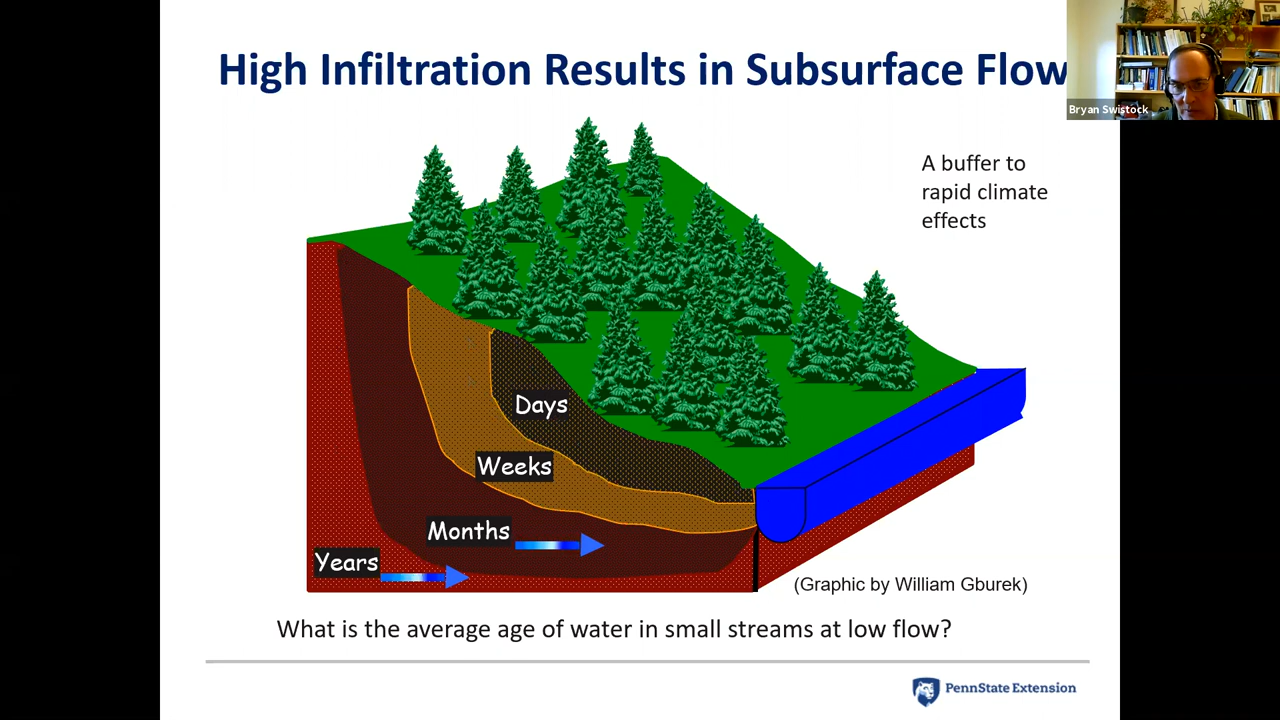 High Infiltration Results in Subsurface Flow
Bryan Swistock
A buffer to
rapid climate
effects
Days
Weeks
Months
Years
(Graphic by William Gburek)
What is the average age of water in small streams at low flow?
PennState Extension